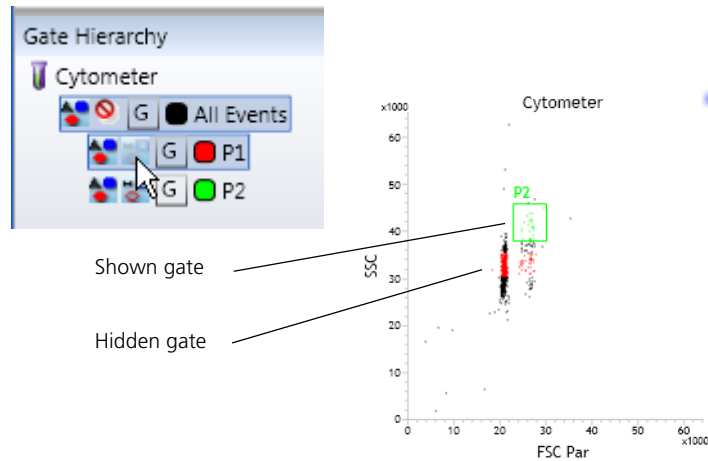 Gate Hierarchy
Cytometer
G All Events
G P1
G P2
Shown gate
Hidden gate
Cytometer
x1000
60
50
40
30
20
10
0
SSC
P2
0 10 20 30 40 50 60
x1000
FSC Par